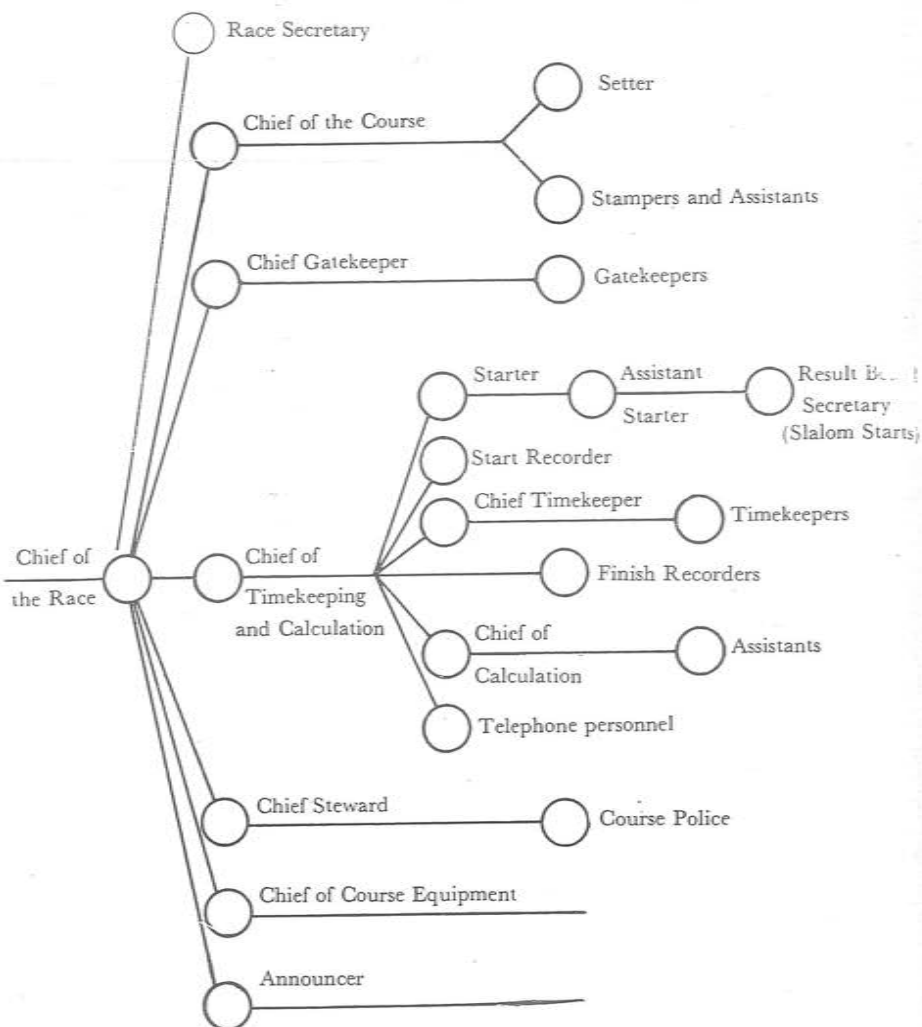 Race Secretary
Setter
Chief of the Course
Stampers and Assistants
Chief Gatekeeper
Gatekeepers
Starter
Assistant
Starter
Result
Secretary
(Slalom Starts)
Start Recorder
Chief Timekeeper
Timekeepers
Chief of
the Race
Chief of
Timekeeping
and Calculation
Finish Recorders
Chief of
Calculation
Assistants
Telephone personnel
Chief Steward
Course Police
Chief of Course Equipment
Announcer